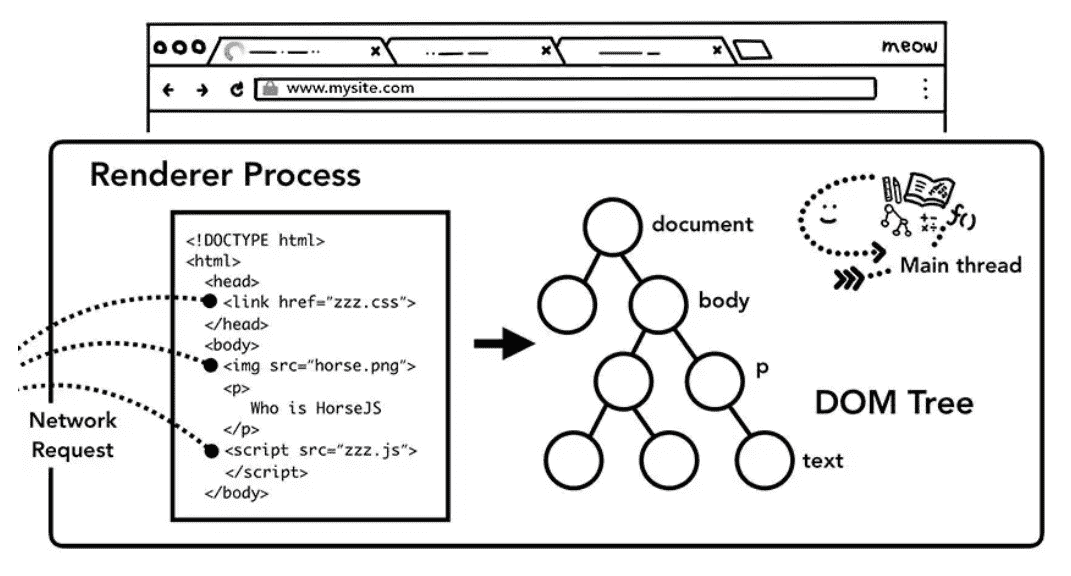 meow
www.mysite.com
Renderer Process
<!DOCTYPE html>
<html>
<head>
<link href="zzz.css">
</head>
<body>
<img src="horse.png">
<p>
Who is HorseJS
</p>
<script src="zzz.js">
</script>
</body>
Network
Request
document
body
p
text
DOM Tree
+-
×÷
f()
Main thread